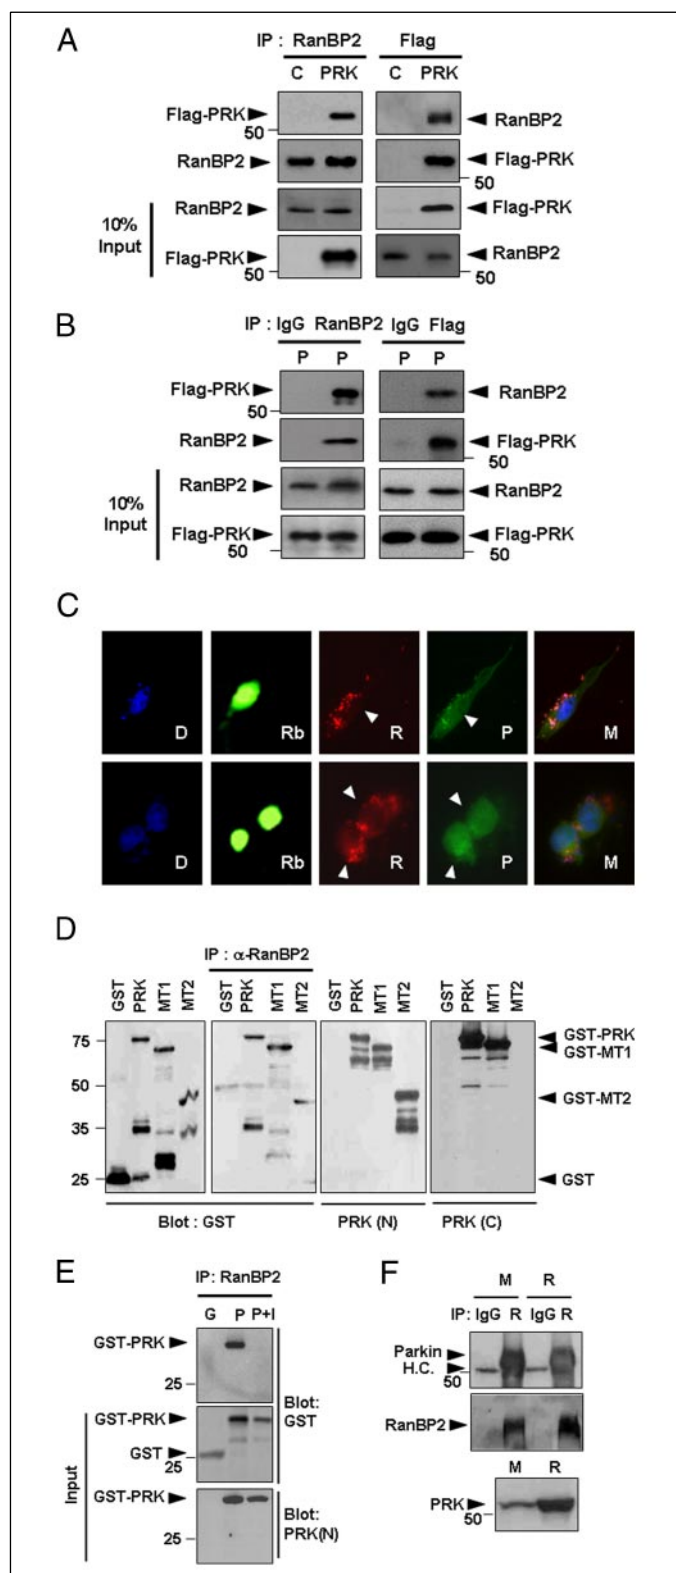 A
IP : RanBP2 Flag
C PRK C PRK
Flag-PRK
50
RanBP2
RanBP2
Flag-PRK
50
10%
Input
RanBP2
Flag-PRK
Flag-PRK
50
RanBP2
50
B
IP : IgG RanBP2 IgG Flag
P P P P
Flag-PRK
50
RanBP2
RanBP2
Flag-PRK
50
10%
Input
RanBP2
RanBP2
Flag-PRK
50
Flag-PRK
50
C
D Rb R P M
D Rb R P M
D
IP : α-RanBP2
GST PRK MT1 MT2 GST PRK MT1 MT2 GST PRK MT1 MT2 GST PRK MT1 MT2
75
50
35
25
GST-PRK
GST-MT1
GST-MT2
GST
Blot : GST PRK (N) PRK (C)
E
IP: RanBP2
G P P+I
GST-PRK
25
GST-PRK
GST
25
Blot:
GST
Input
GST-PRK
25
Blot:
PRK(N)
F
M R
IP: IgG R IgG R
Parkin
H.C.
50
RanBP2
M R
PRK
50